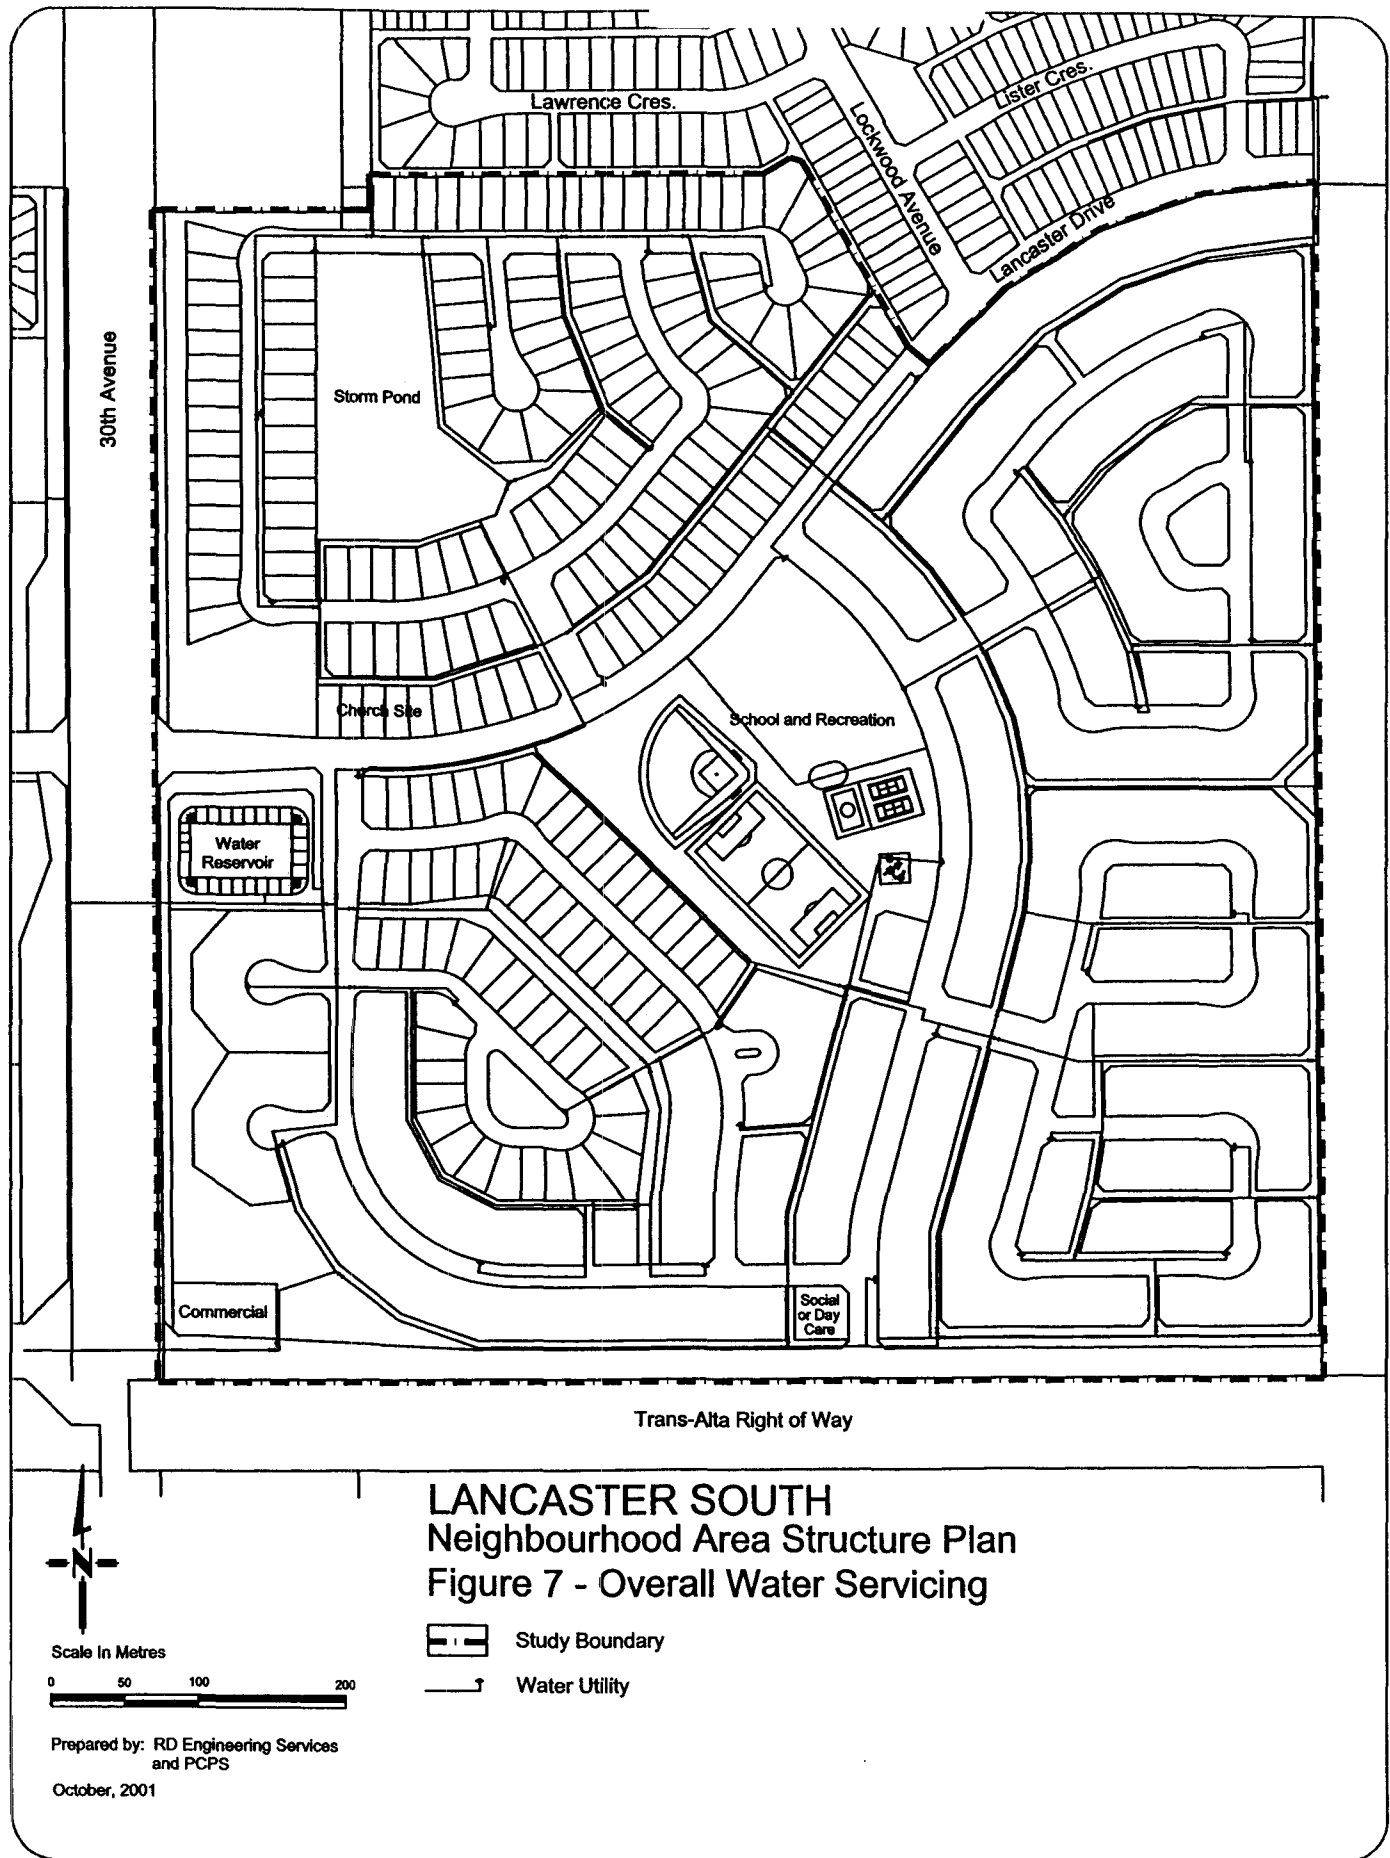 Lawrence Cres.
Lister Cres.
Lockwood Avenue
Lancaster Drive
30th Avenue
Storm Pond
Church Site
School and Recreation
Water
Reservoir
Commercial
Social
or Day
Care
Trans-Alta Right of Way
LANCASTER SOUTH
Neighbourhood Area Structure Plan
Figure 7 - Overall Water Servicing
N
Study Boundary
Water Utility
Scale In Metres
0 50 100 200
Prepared by: RD Engineering Services
and PCPS
October, 2001